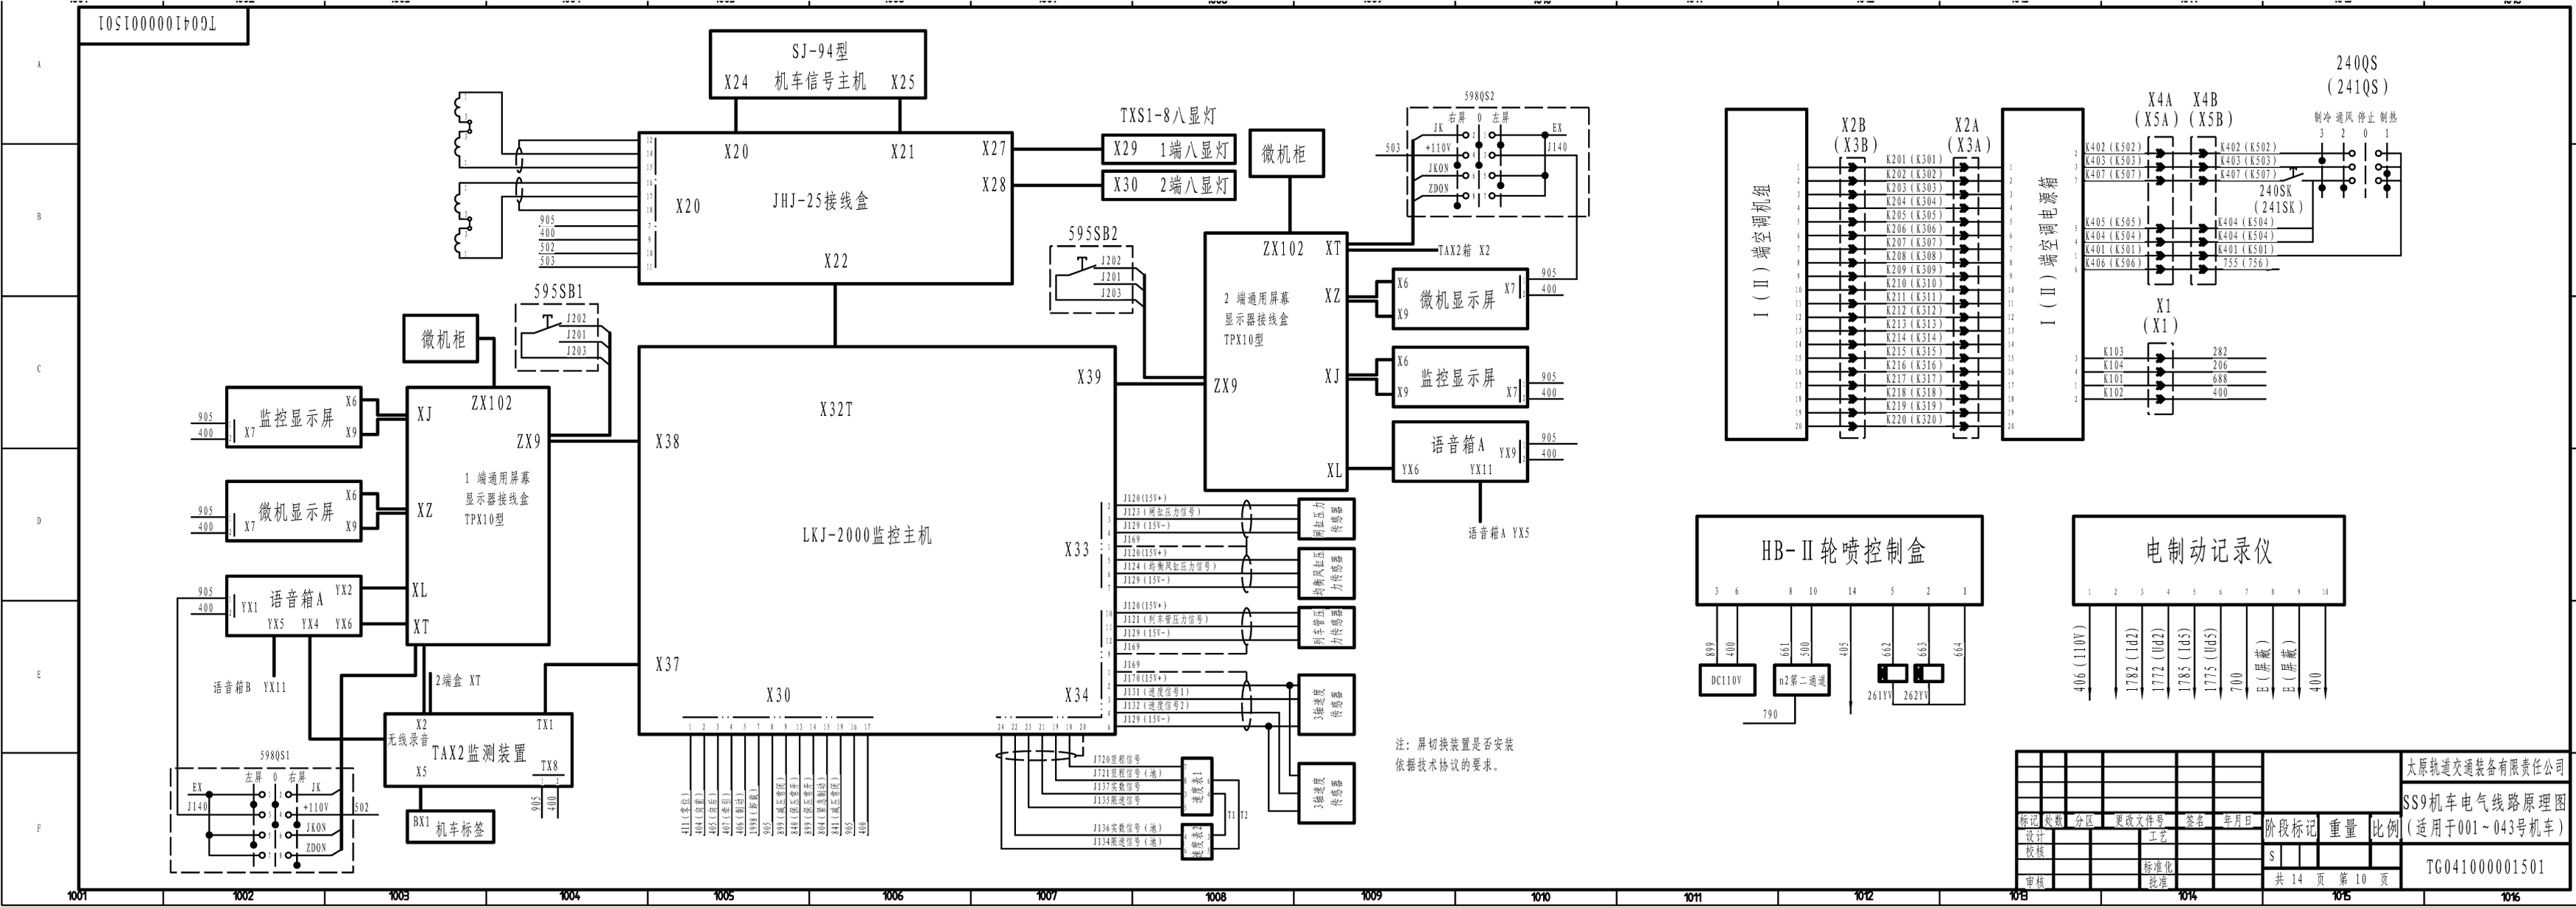 TG041000001501
SJ-94型
机车信号主机
X24
X25
X20
X21
X27
X28
X20
JHJ-25接线盒
X22
905
400
502
503
TXS1-8八显灯
X29 1端八显灯
X30 2端八显灯
微机柜
595SB2
J202
J201
J203
595SB1
J202
J201
J203
微机柜
ZX102
XJ
ZX9
1 端通用屏幕
显示器接线盒
TPX10型
XZ
XL
XT
监控显示屏
X6
X9
X7
905
400
微机显示屏
X6
X9
X7
905
400
语音箱A
YX1
YX2
YX5
YX4
YX6
905
400
语音箱B YX11
2端盒 XT
X2
无线录音
TX1
TAX2监测装置
X5
TX8
905
400
BX1
机车标签
598QS1
左屏 0 右屏
EX
J140
JK
+110V
502
JKON
ZDON
X32T
X39
X38
LKJ-2000监控主机
X33
X37
X30
X34
411(零位)
404(向前)
405(向后)
407(牵引)
406(制动)
1998(卸载)
905
400
ZX102
XT
XZ
2 端通用屏幕
显示器接线盒
TPX10型
XJ
ZX9
XL
598QS2
右屏 0 左屏
JK
503
+110V
JKON
ZDON
EX
J140
TAX2箱 X2
X6
X9
微机显示屏
X7
905
400
X6
X9
监控显示屏
X7
905
400
语音箱A
YX6
YX11
YX9
905
400
语音箱A YX5
J120(15V+)
J123(闸缸压力信号)
J129(15V-)
J169
J120(15V+)
J124(均衡风缸压力信号)
J129(15V-)
J120(15V+)
J121(列车管压力信号)
J129(15V-)
J169
J169
J170(15V+)
J131(速度信号1)
J132(速度信号2)
J129(15V-)
闸缸压力
传感器
均衡风缸压
力传感器
列车管压
力传感器
3轴速度
传感器
3轴速度
传感器
J720里程信号
J721里程信号(地)
J137实数信号
J135限速信号
J136实数信号(地)
J134限速信号(地)
速度表1
速度表2
T1 T2
注: 屏切换装置是否安装
依据技术协议的要求。
I(II)端空调机组
X2B
(X3B)
X2A
(X3A)
K201(K301)
K202(K302)
K203(K303)
K204(K304)
K205(K305)
K206(K306)
K207(K307)
K208(K308)
K209(K309)
K210(K310)
K211(K311)
K212(K312)
K213(K313)
K214(K314)
K215(K315)
K216(K316)
K217(K317)
K218(K318)
K219(K319)
K220(K320)
I(II)端空调电源箱
X4A
(X5A)
X4B
(X5B)
240QS
(241QS)
制冷 通风 停止 制热
3 2 0 1
K402(K502)
K403(K503)
K407(K507)
K402(K502)
K403(K503)
K407(K507)
240SK
(241SK)
K405(K505)
K404(K504)
K401(K501)
K406(K506)
K404(K504)
K404(K504)
K401(K501)
755(756)
X1
(X1)
K103
K104
K101
K102
282
206
688
400
HB-II轮喷控制盒
3 6 8 10 14 5 2 1
899
400
661
500
405
662
663
664
DC110V
n2第二通道
261YV
262YV
790
电制动记录仪
1 2 3 4 5 6 7 8 9 10
406(110V)
1782(Id2)
1772(Ud2)
1785(Id5)
1775(Ud5)
700
E(屏蔽)
E(屏蔽)
400
标记 处数 分区 更改文件号 签名 年月日
设计 工艺
校核
标准化
审核 批准
阶段标记 重量 比例
S
共 14 页 第 10 页
太原轨道交通装备有限责任公司
SS9机车电气线路原理图
(适用于001~043号机车)
TG041000001501
1001 1002 1003 1004 1005 1006 1007 1008 1009 1010 1011 1012 1013 1014 1015 1016
A
B
C
D
E
F